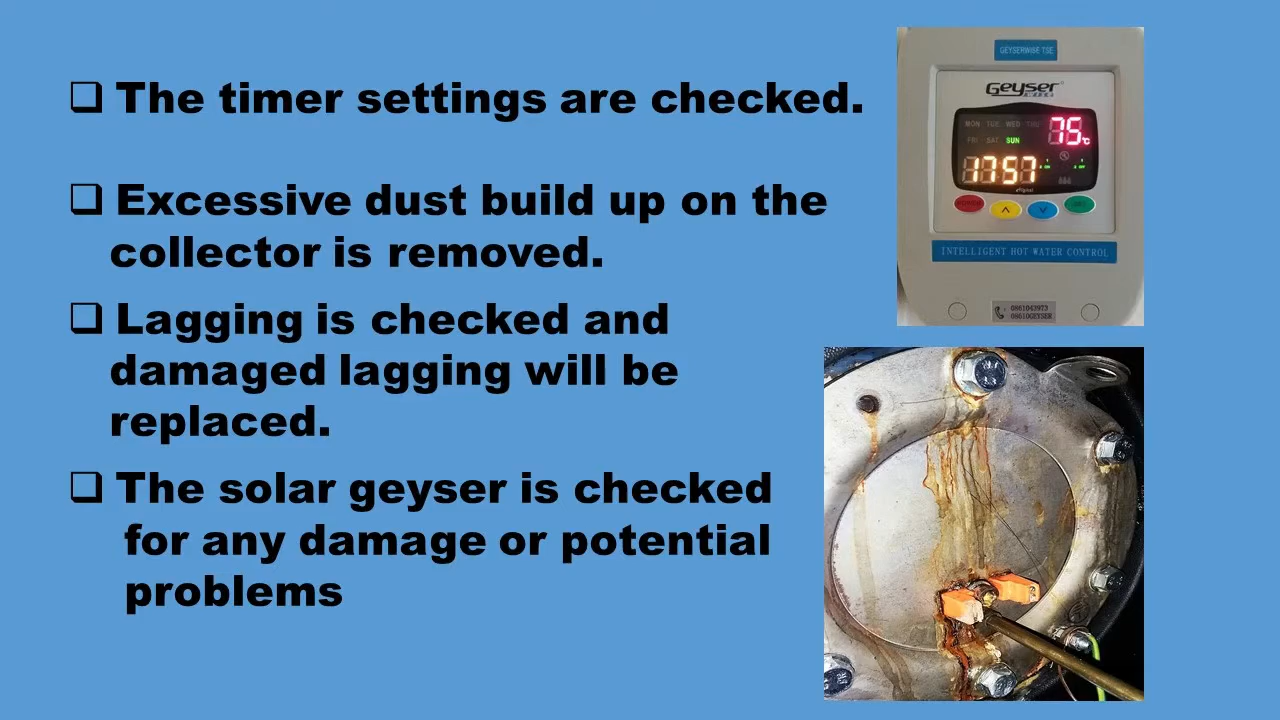 The timer settings are checked.
Excessive dust build up on the
collector is removed.
Lagging is checked and
damaged lagging will be
replaced.
The solar geyser is checked
for any damage or potential
problems
GEYSERWISE TSE
Geyser
MON TUE WED THU
75°C
FRI SAT SUN
17:57
INTELLIGENT HOT WATER CONTROL
0861043973
08610GEYSER